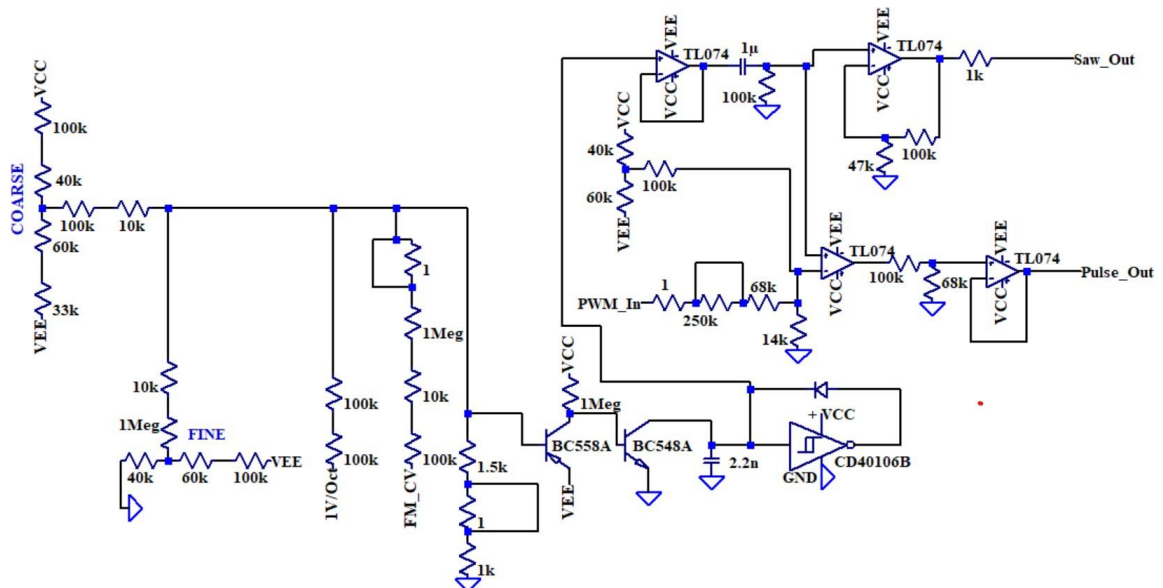 VCC
100k
40k
COARSE
100k
10k
60k
33k
VEE
10k
1Meg
FINE
40k
60k
100k
VEE
100k
100k
1V/Oct
1
1Meg
10k
100k
FM_CV
1.5k
1
1k
VCC
1Meg
BC558A
VEE
BC548A
2.2n
+ VCC
GND
CD40106B
VEE
TL074
VCC
1µ
100k
VEE
TL074
VCC
1k
Saw_Out
100k
47k
VCC
40k
100k
60k
VEE
PWM_In
1
250k
68k
14k
VEE
TL074
VCC
100k
68k
VEE
TL074
VCC
Pulse_Out